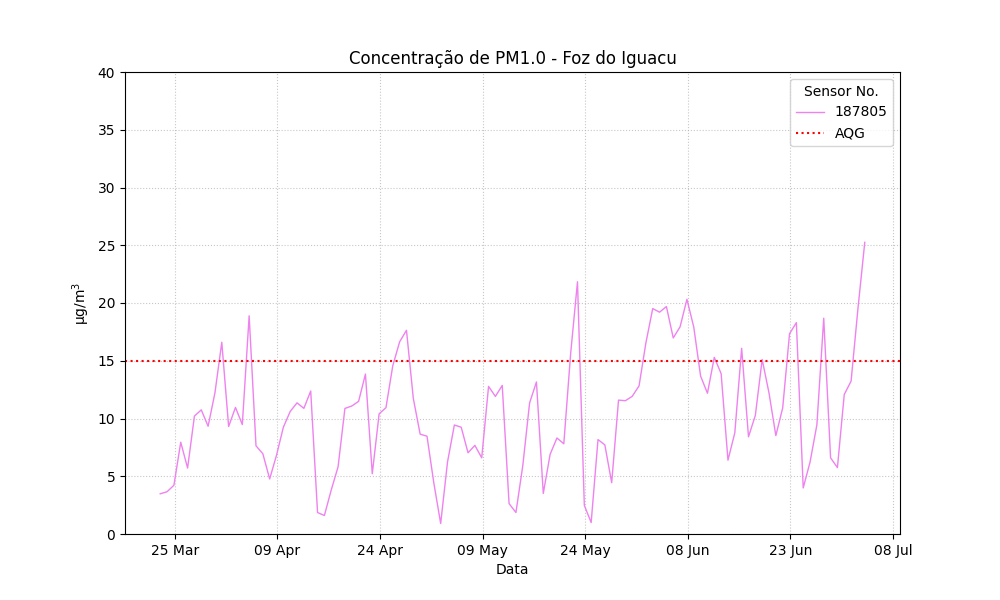 Concentração de PM1.0 - Foz do Iguacu
40
35
30
25
20
15
10
5
0
µg/m³
Sensor No.
187805
AQG
25 Mar
09 Apr
24 Apr
09 May
24 May
08 Jun
23 Jun
08 Jul
Data